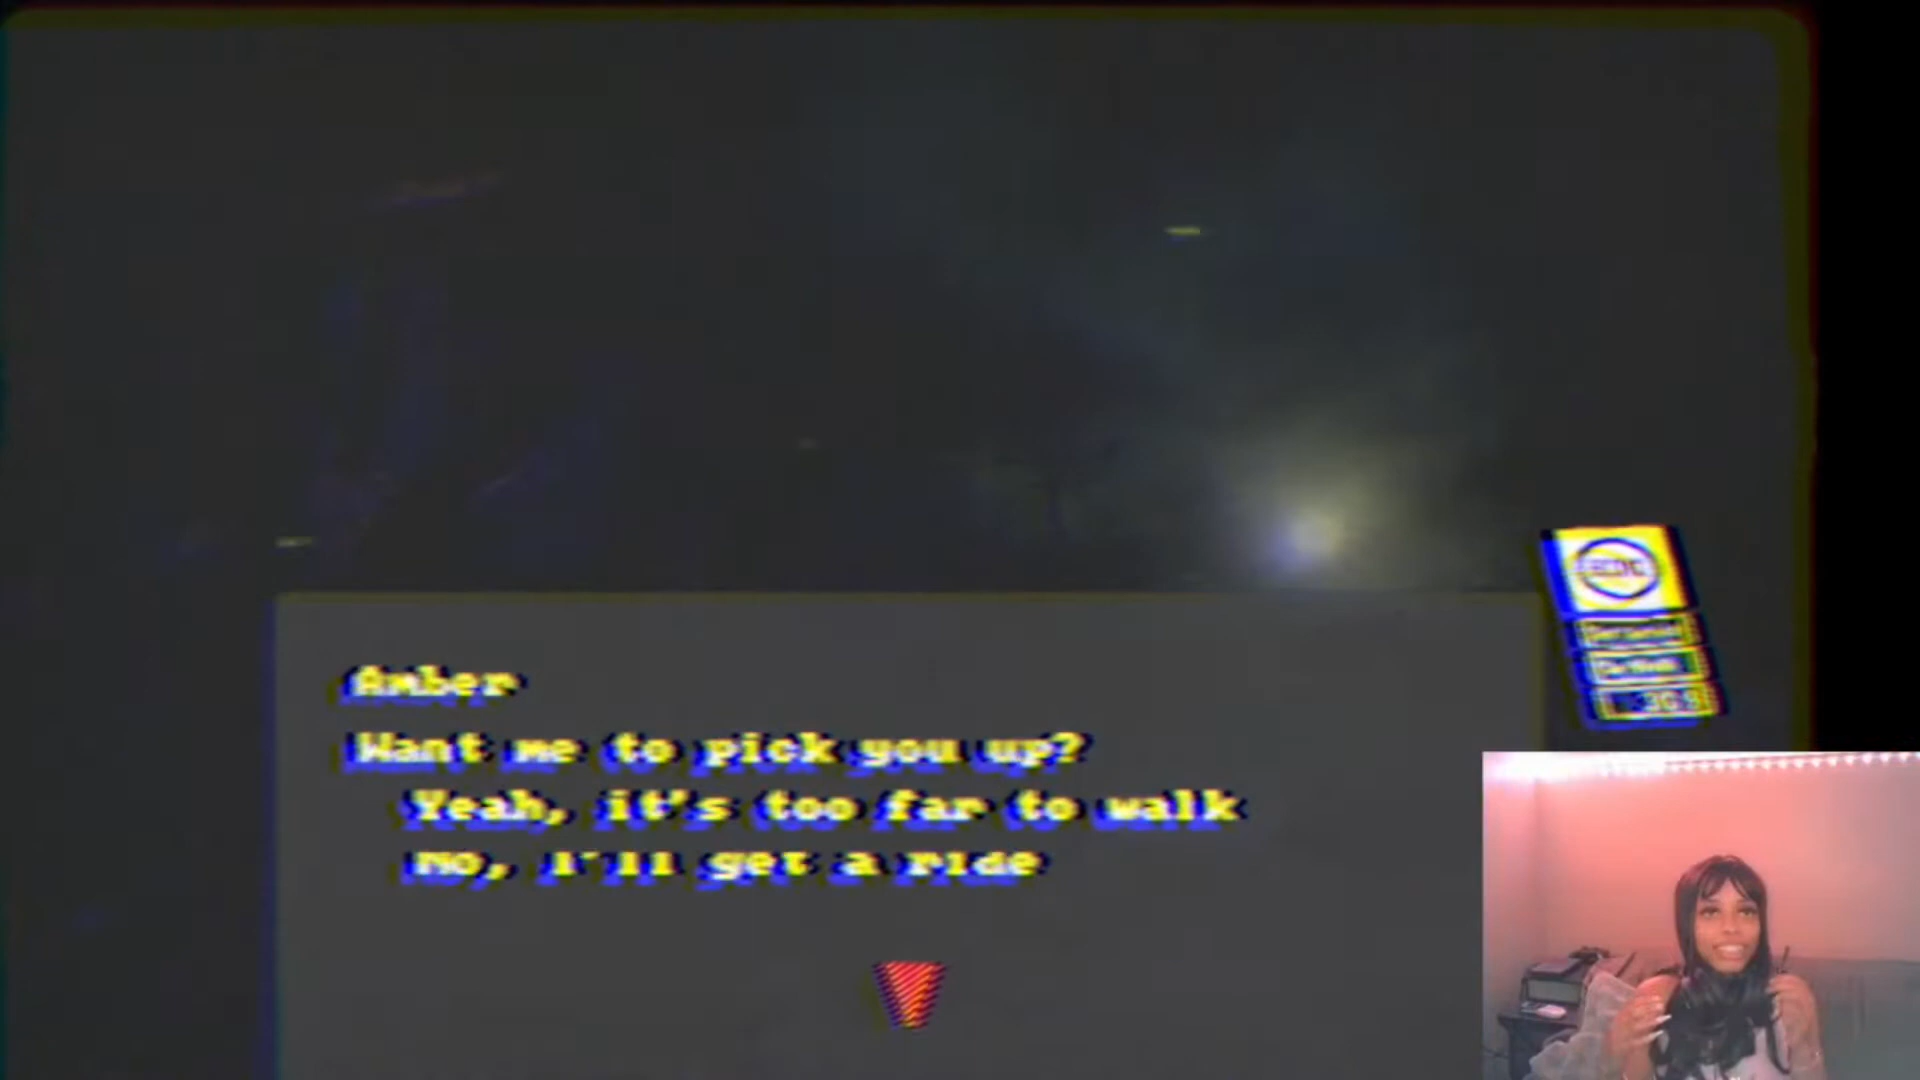 Amber
Want me to pick you up?
Yeah, it's too far to walk
No, I'll get a ride